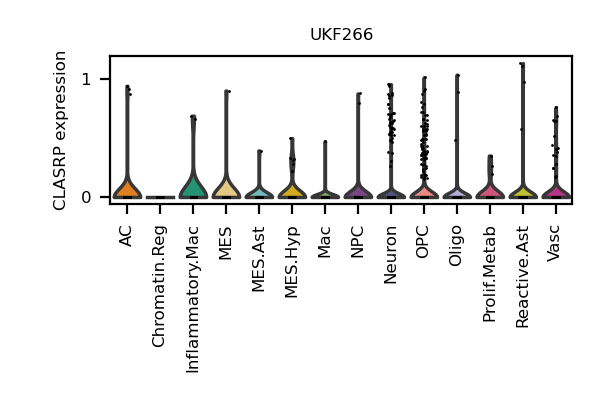 UKF266
CLASRP expression
1
0
AC
Chromatin.Reg
Inflammatory.Mac
MES
MES.Ast
MES.Hyp
Mac
NPC
Neuron
OPC
Oligo
Prolif.Metab
Reactive.Ast
Vasc